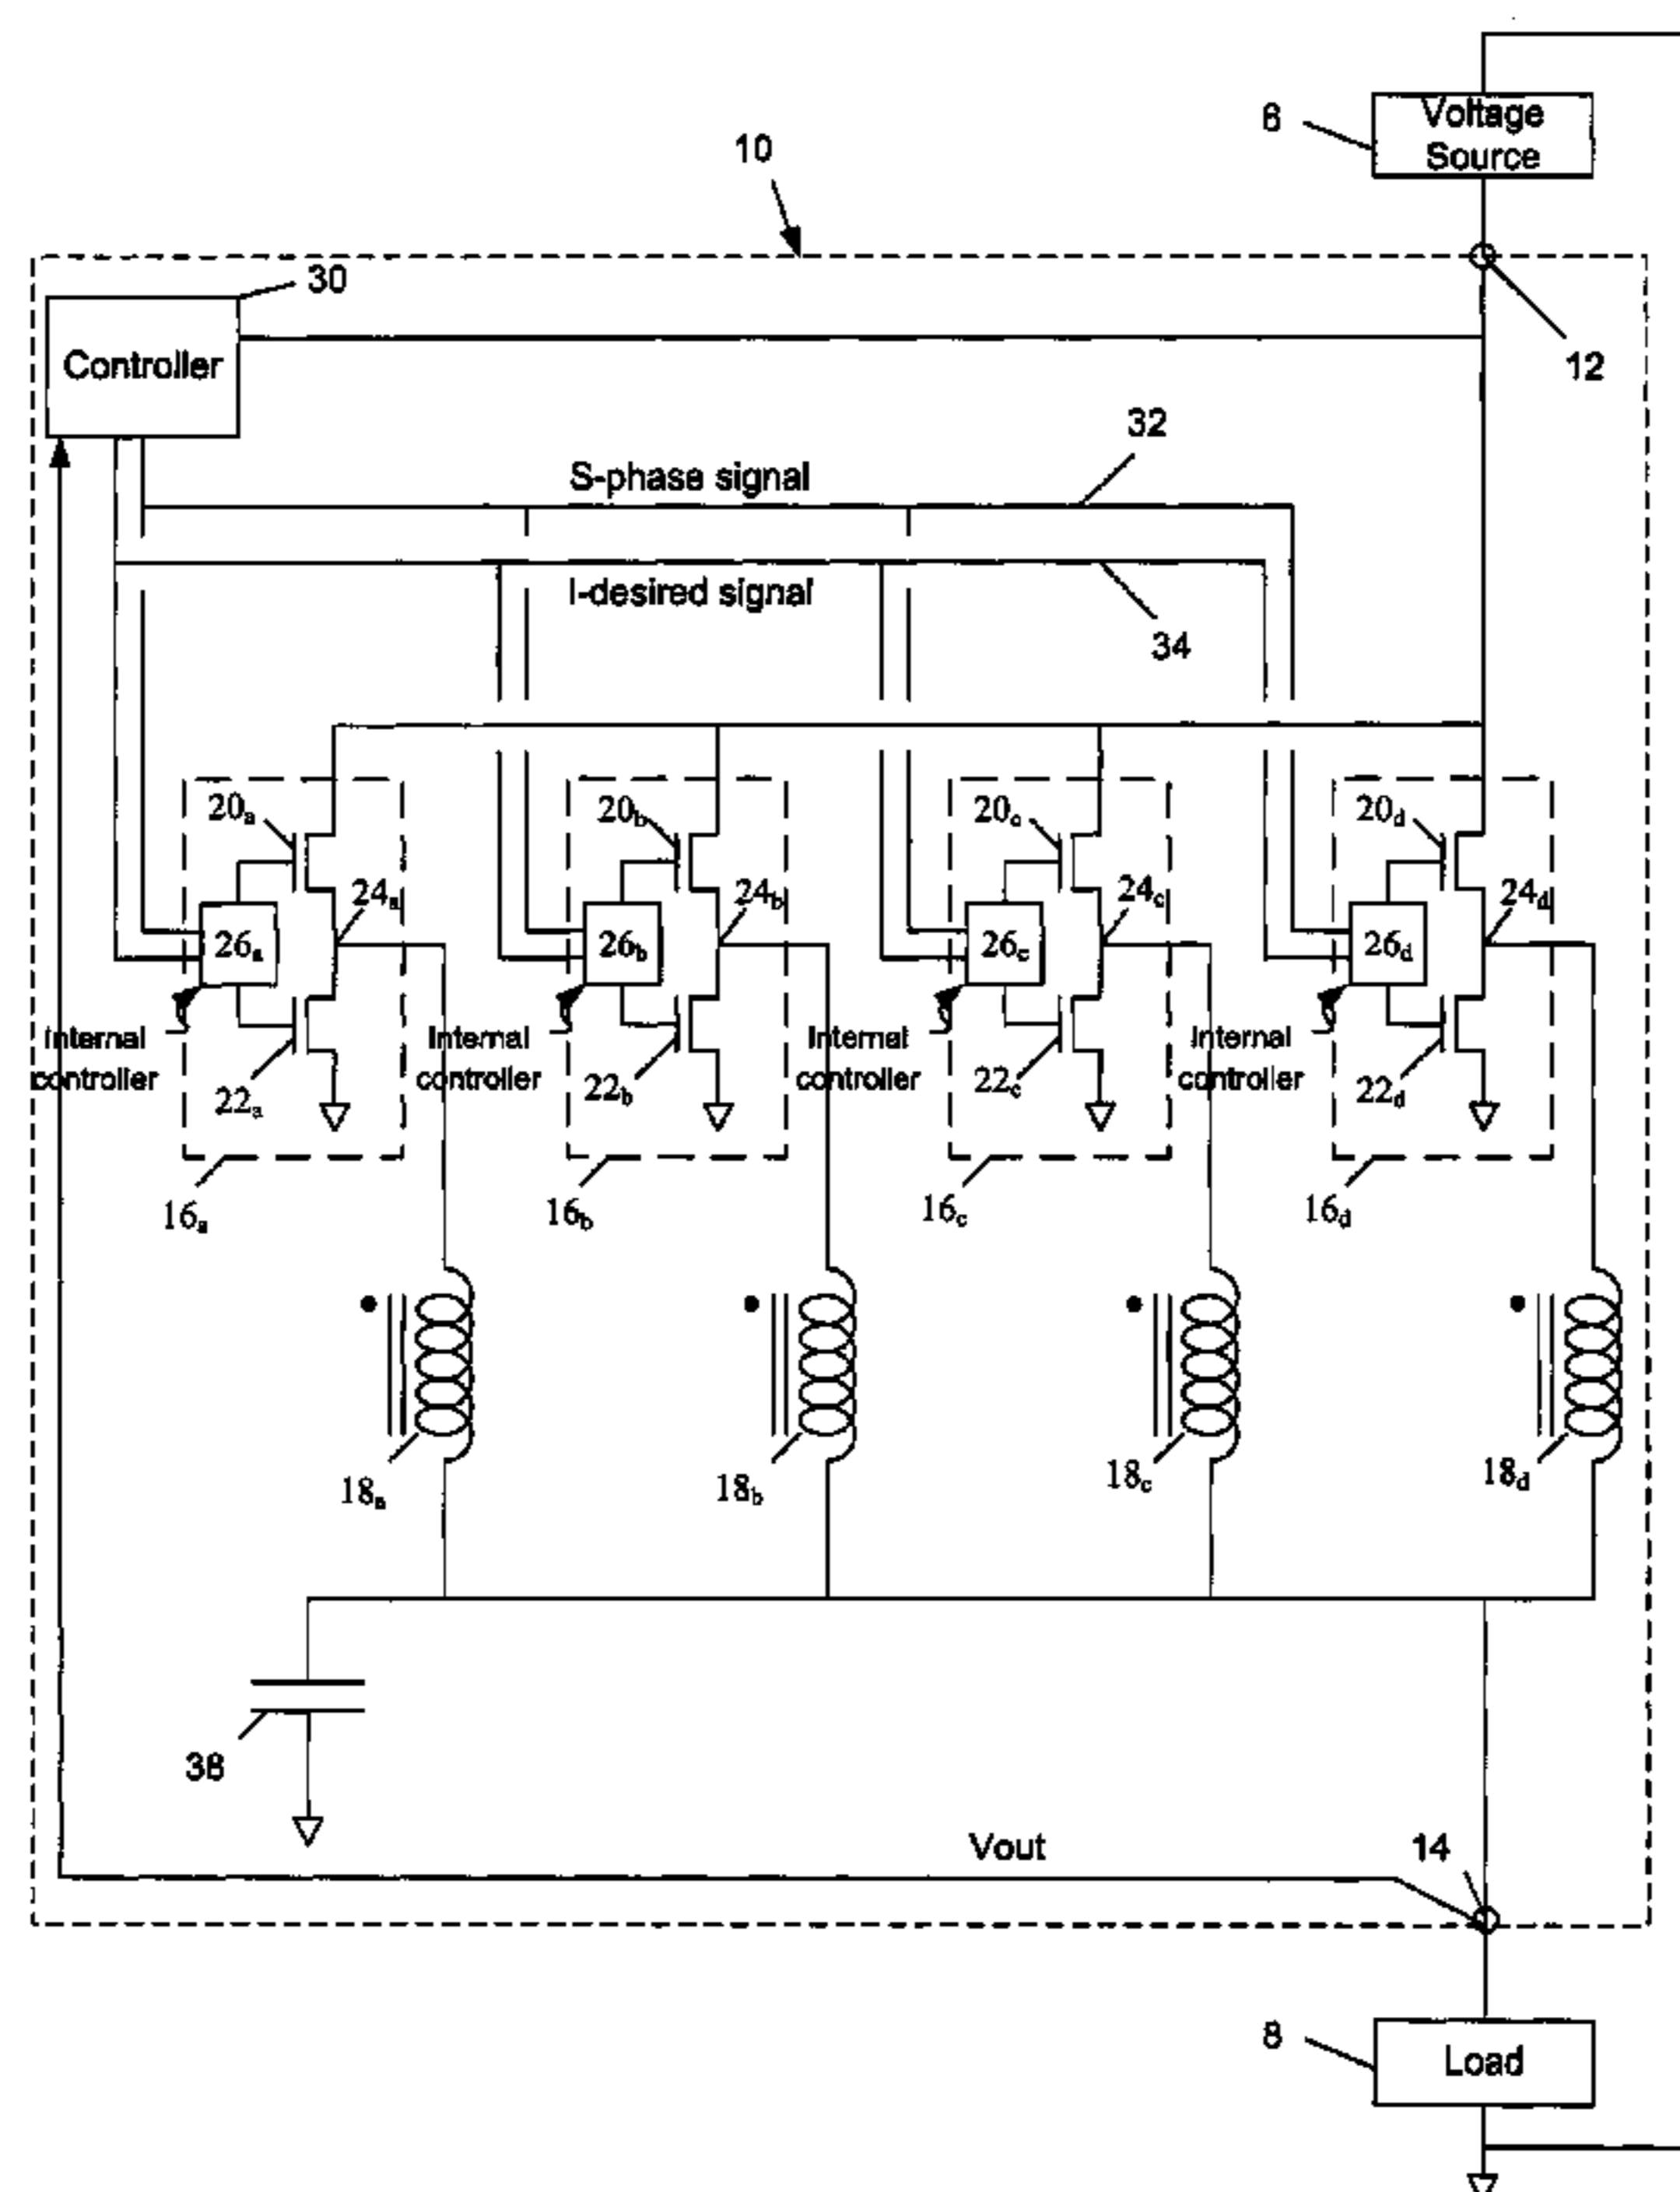 6
Voltage
Source
10
30
Controller
12
32
S-phase signal
I-desired signal
34
20a
20b
20c
20d
24a
24b
24c
24d
26a
26b
26c
26d
Internal
controller
Internal
controller
Internal
controller
Internal
controller
22a
22b
22c
22d
16a
16b
16c
16d
18a
18b
18c
18d
38
Vout
14
8
Load